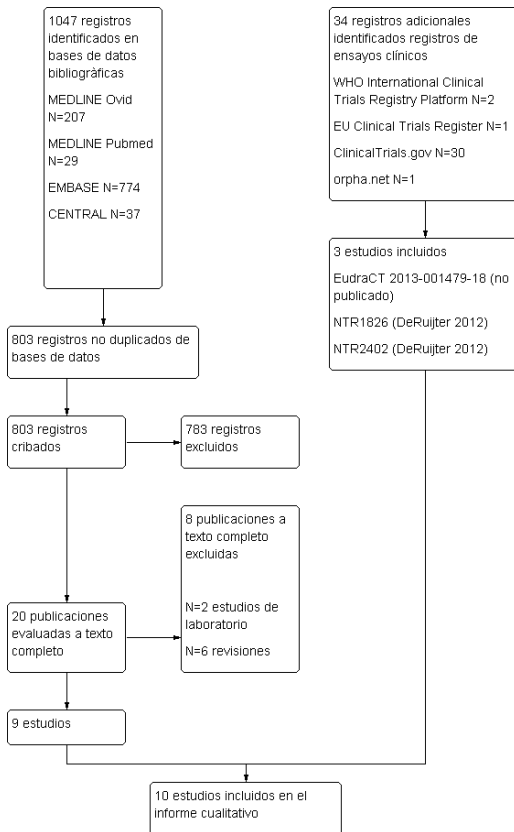 1047 registros
identificados en
bases de datos
bibliogràficas
MEDLINE Ovid
N=207
MEDLINE Pubmed
N=29
EMBASE N=774
CENTRAL N=37
34 registros adicionales
identificados registros de
ensayos clínicos
WHO International Clinical
Trials Registry Platform N=2
EU Clinical Trials Register N=1
ClinicalTrials.gov N=30
orpha.net N=1
3 estudios incluidos
EudraCT 2013-001479-18 (no
publicado)
NTR1826 (DeRuijter 2012)
NTR2402 (DeRuijter 2012)
803 registros no duplicados de
bases de datos
803 registros
cribados
783 registros
excluidos
8 publicaciones a
texto completo
excluidas
N=2 estudios de
laboratorio
N=6 revisiones
20 publicaciones
evaluadas a texto
completo
9 estudios
10 estudios incluidos en el
informe cualitativo